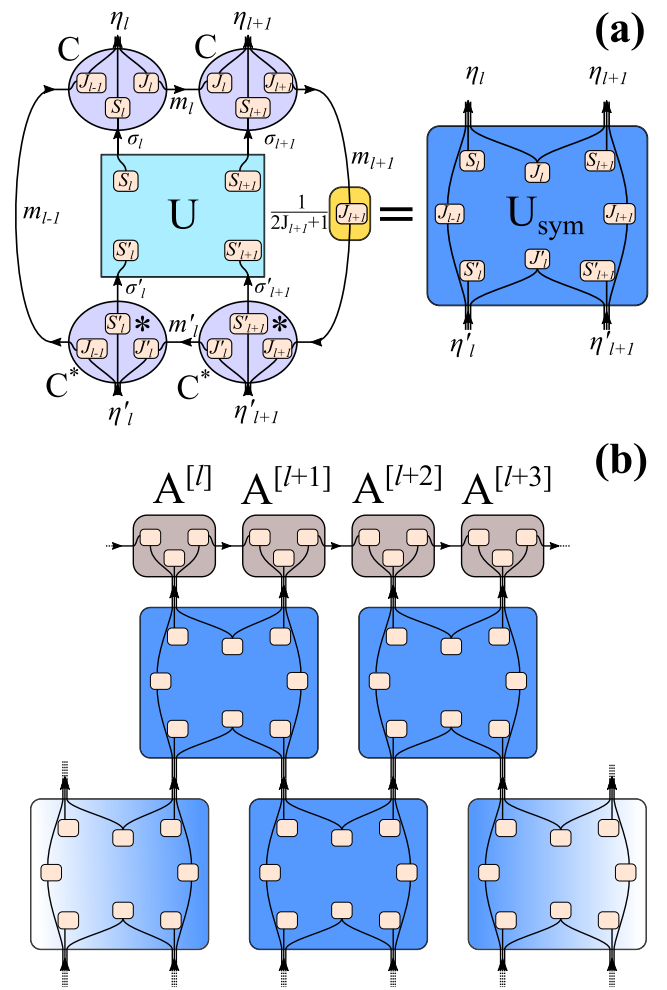 (a)
η_l η_{l+1} η_l η_{l+1}
C C
J_{l-1} J_l m_l J_l J_{l+1}
S_l S_{l+1}
σ_l σ_{l+1}
m_{l+1}
S_l S_{l+1} S_l J_l S_{l+1}
m_{l-1} U 1/(2J_{l+1}+1) J_{l+1} = J_{l-1} U_sym J_{l+1}
S'_l S'_{l+1} S'_l J'_l S'_{l+1}
σ'_l σ'_{l+1}
S'_l * m'_l S'_{l+1} *
J_{l-1} J'_l J'_l J_{l+1}
C* C*
η'_l η'_{l+1} η'_l η'_{l+1}
(b)
A^{[l]} A^{[l+1]} A^{[l+2]} A^{[l+3]}